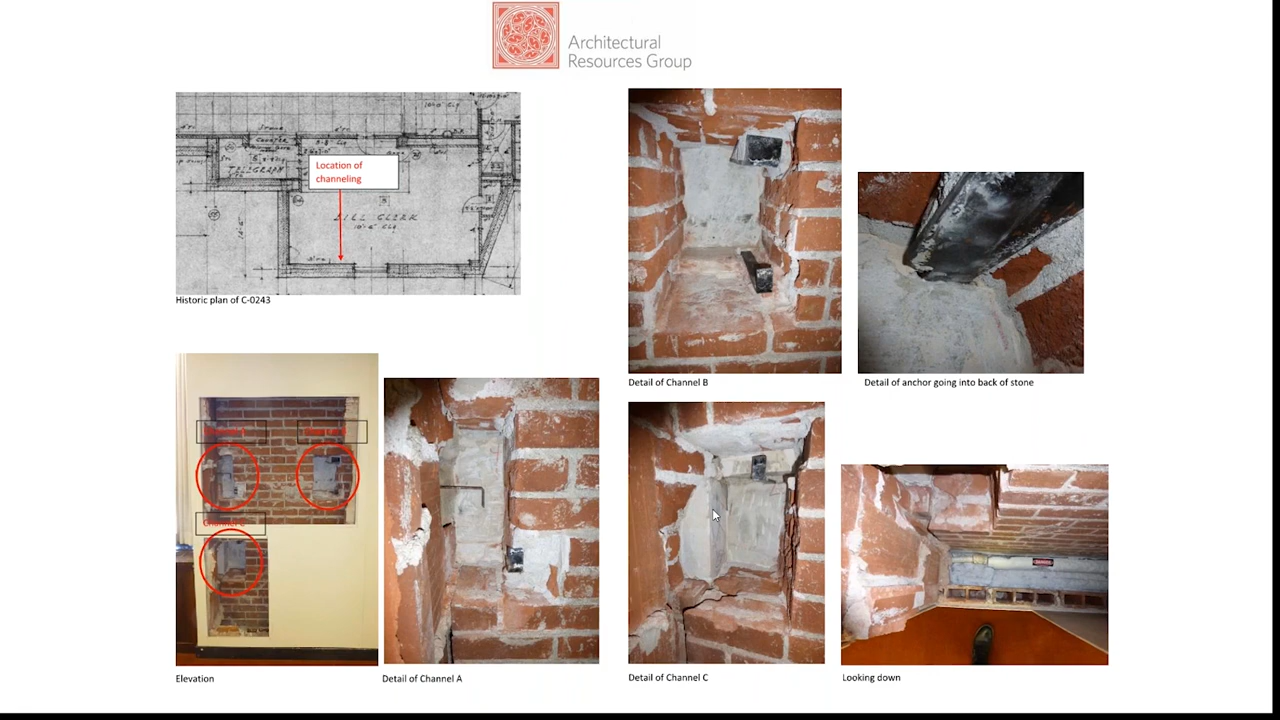 Architectural
Resources Group
Location of
channeling
BILL CLERK
Historic plan of C-0243
Detail of Channel B
Detail of anchor going into back of stone
Elevation
Detail of Channel A
Detail of Channel C
Looking down